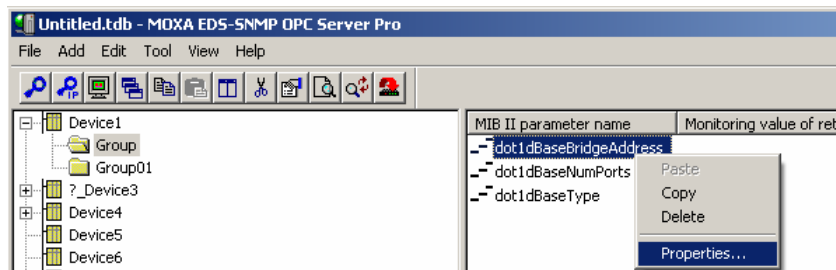 Untitled.tdb - MOXA EDS-SNMP OPC Server Pro
File Add Edit Tool View Help
IP
Device1
Group
Group01
?_Device3
Device4
Device5
Device6
MIB II parameter name Monitoring value of ret
dot1dBaseBridgeAddress
dot1dBaseNumPorts
dot1dBaseType
Paste
Copy
Delete
Properties...